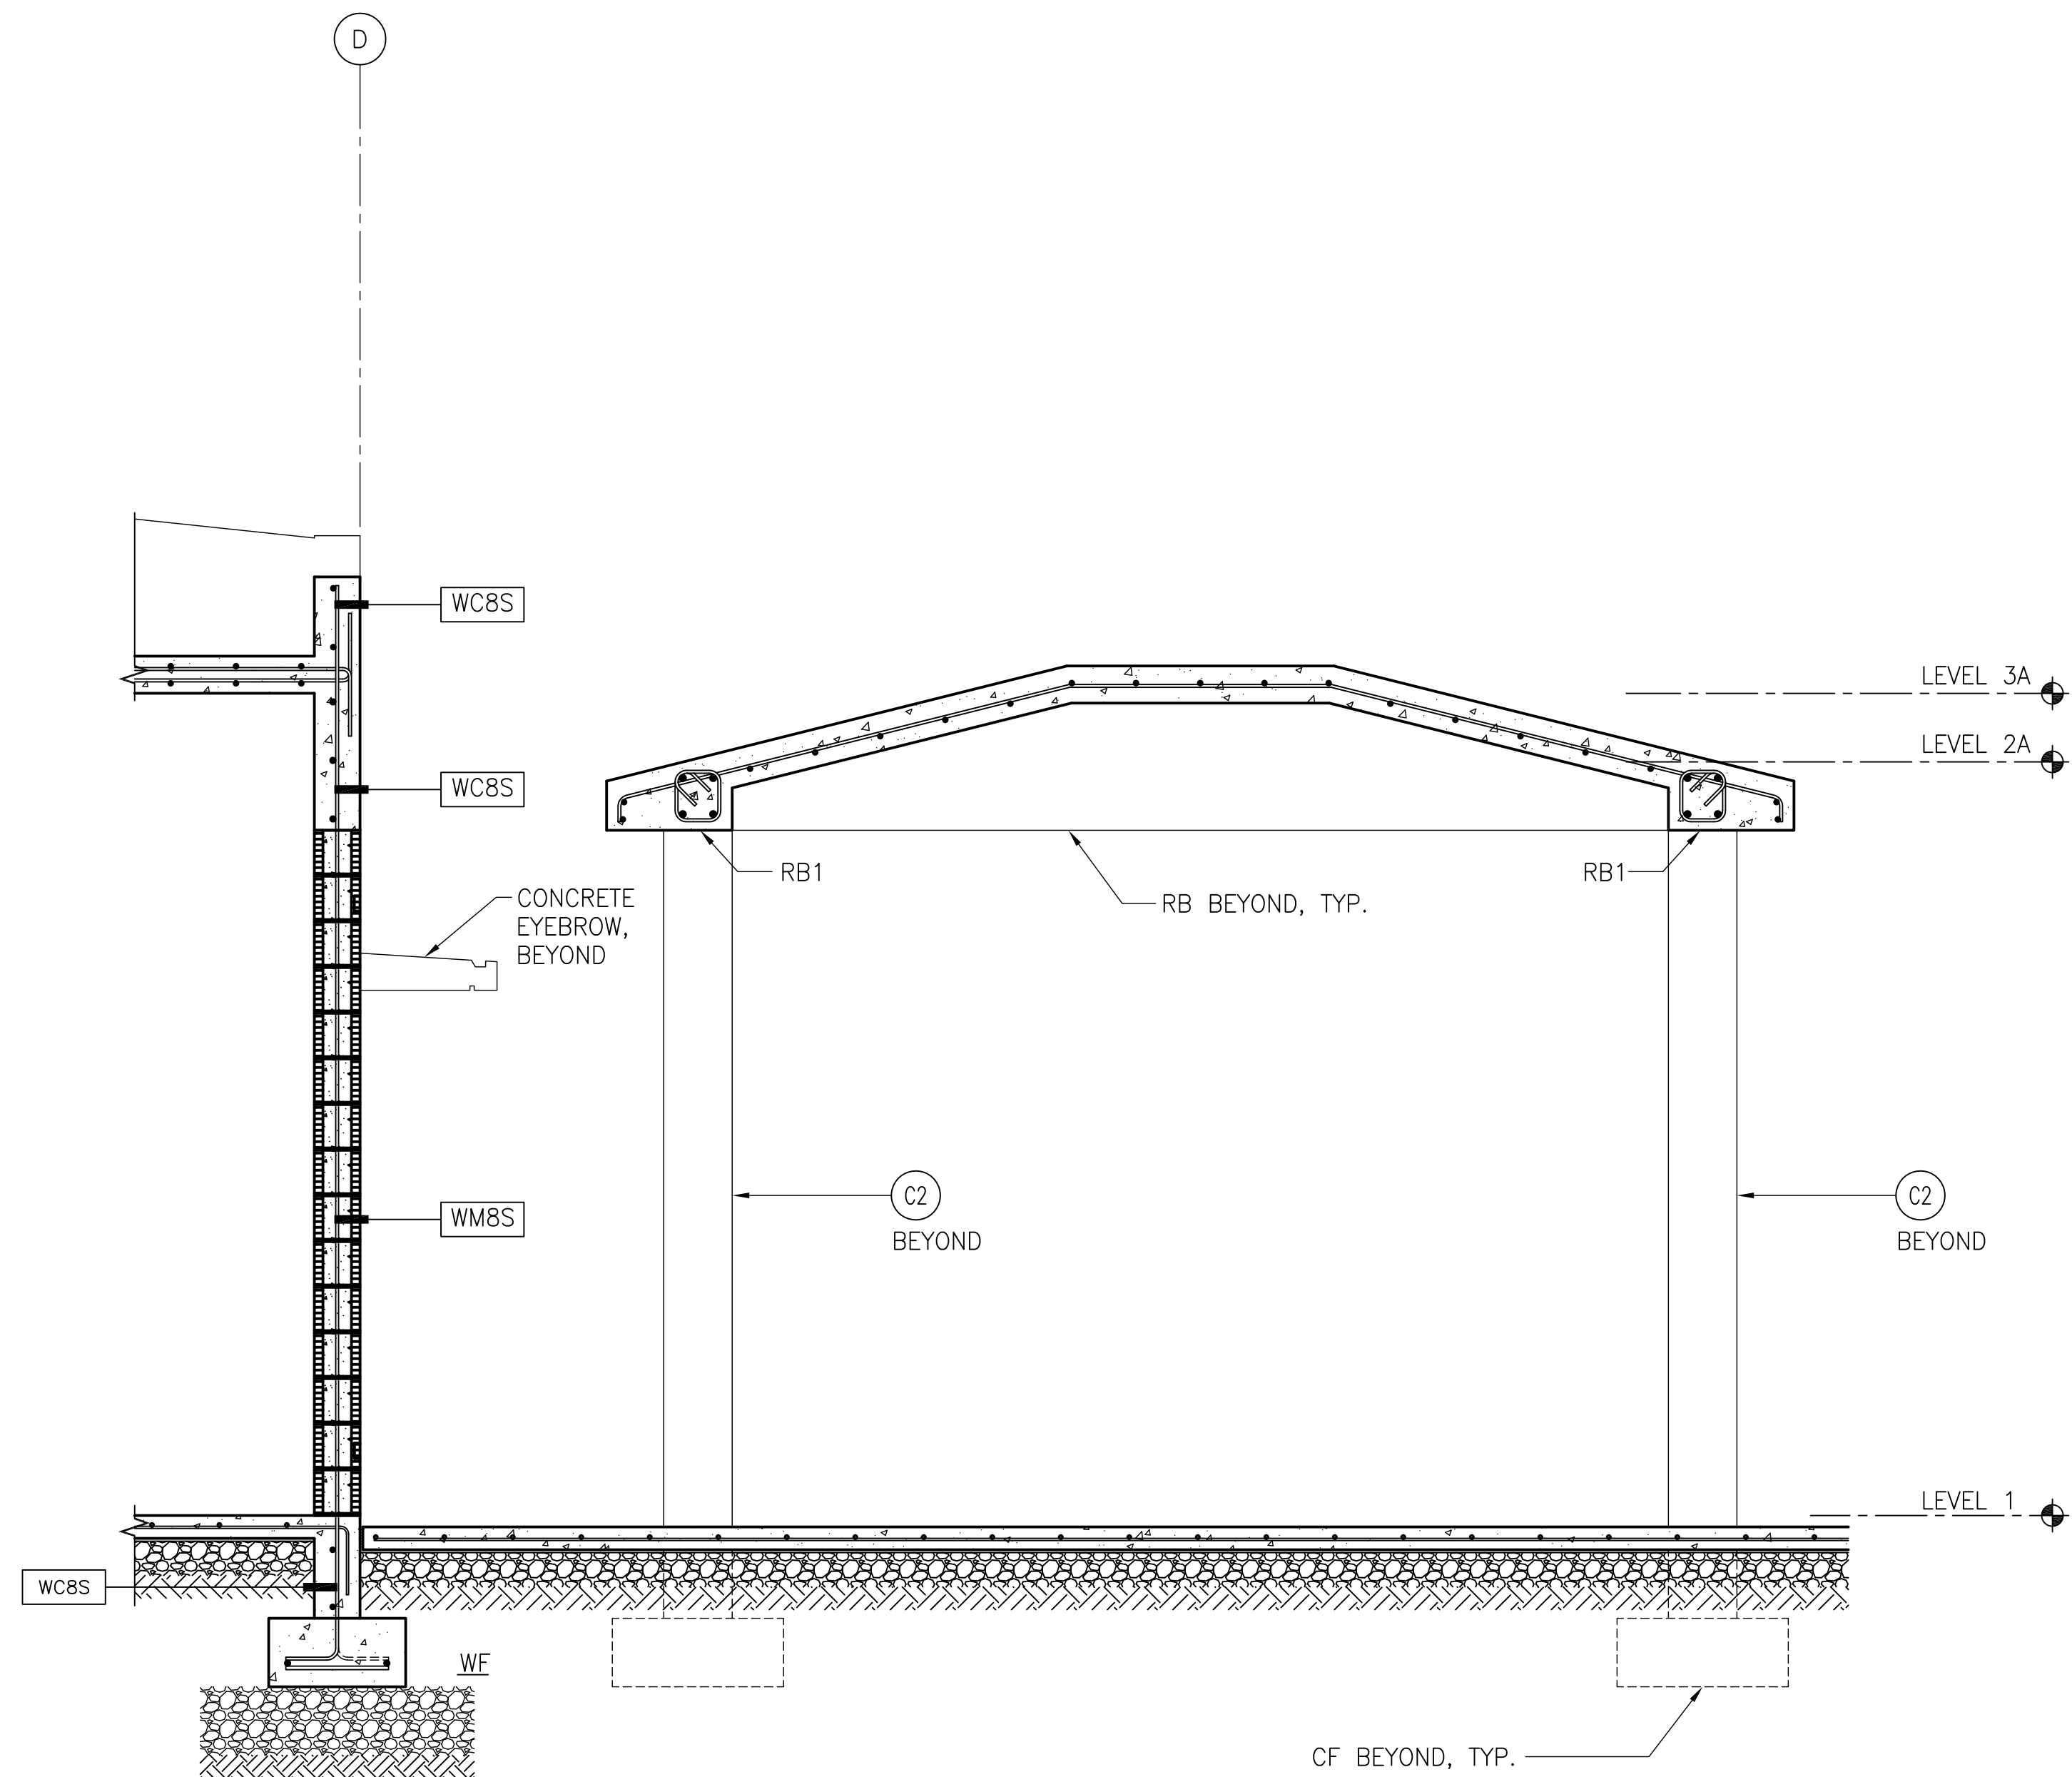 D
WC8S
LEVEL 3A
LEVEL 2A
WC8S
RB1
RB1
CONCRETE
EYEBROW,
BEYOND
RB BEYOND, TYP.
C2
BEYOND
C2
BEYOND
WM8S
LEVEL 1
WC8S
WF
CF BEYOND, TYP.